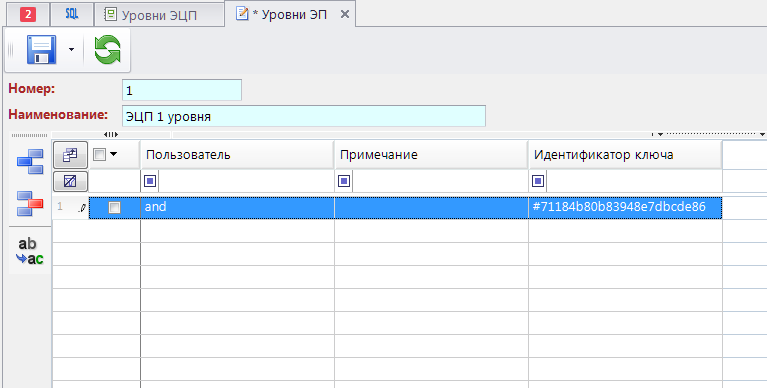 2 SQL Уровни ЭЦП * Уровни ЭП
Номер: 1
Наименование: ЭЦП 1 уровня
Пользователь Примечание Идентификатор ключа
1 and #71184b80b83948e7dbcde86
ab
ac